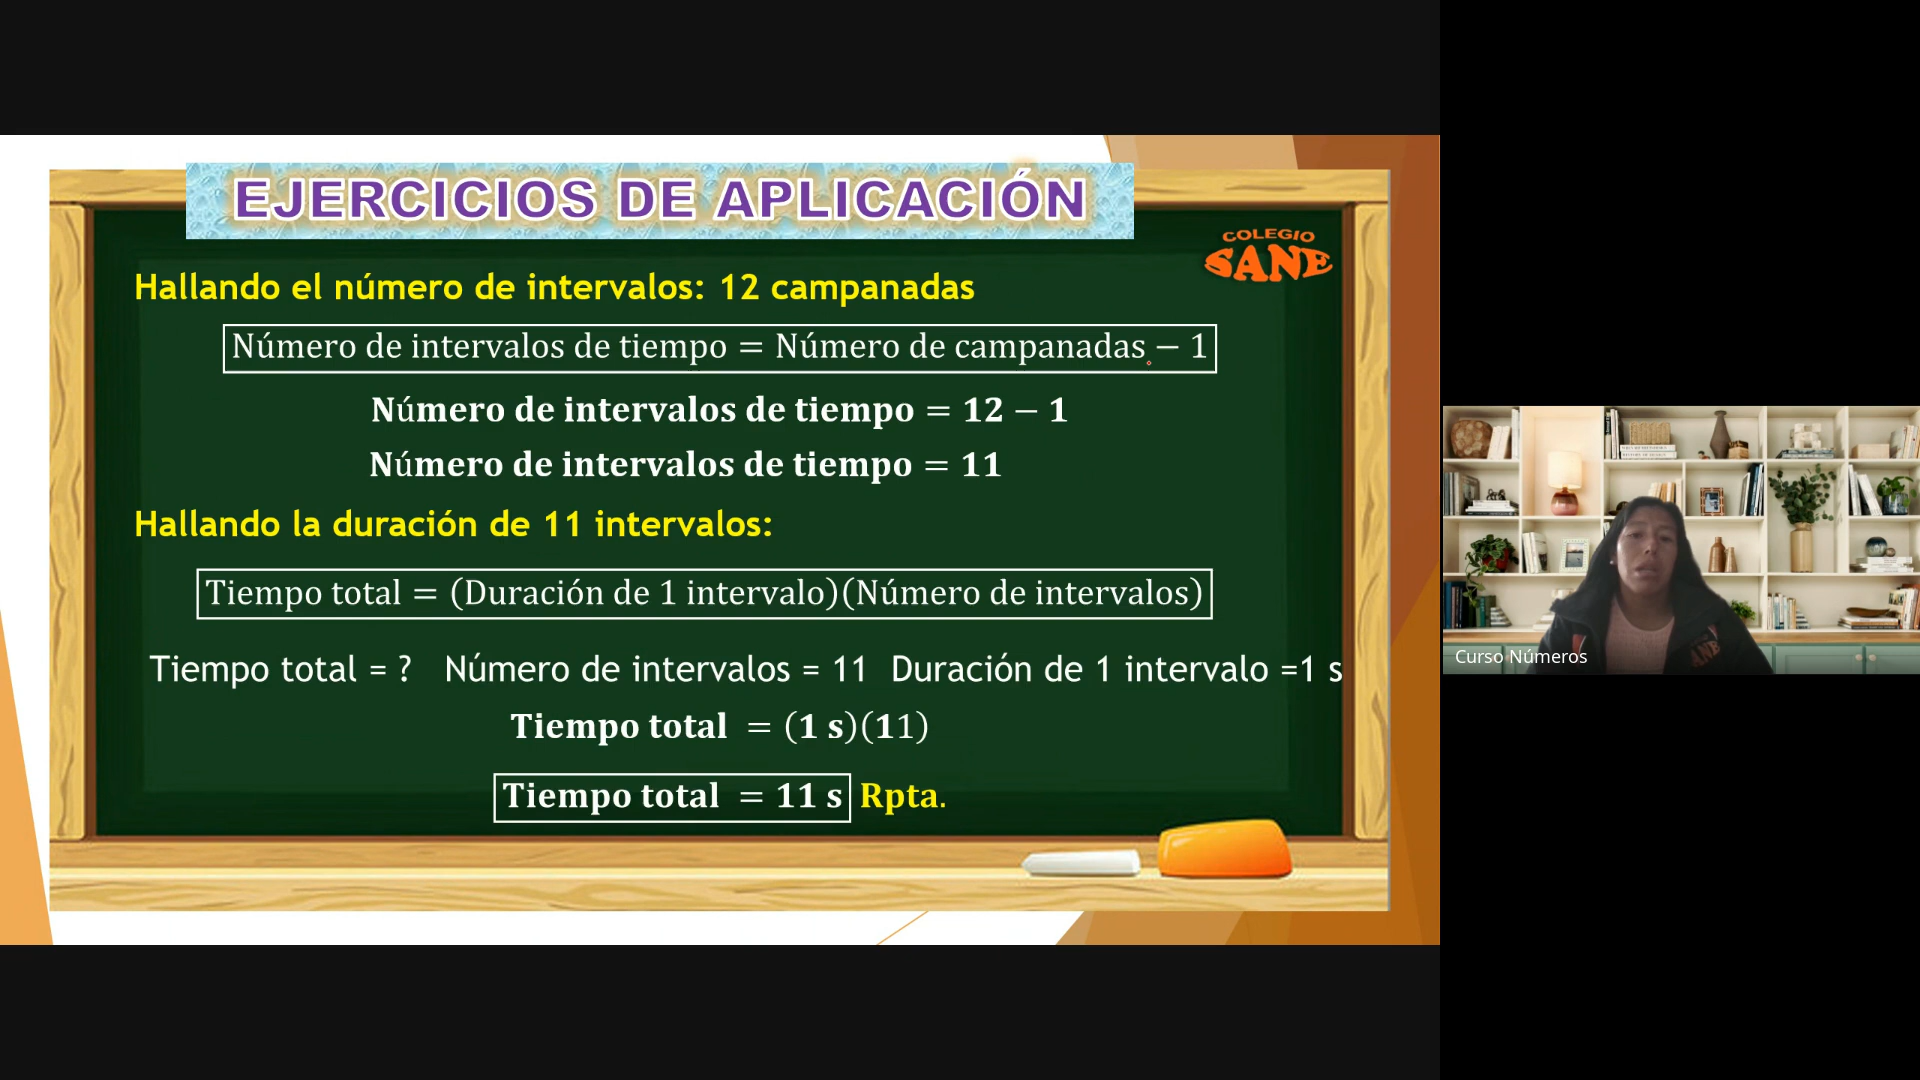 EJERCICIOS DE APLICACIÓN
COLEGIO
SANE
Hallando el número de intervalos: 12 campanadas
Número de intervalos de tiempo = Número de campanadas − 1
Número de intervalos de tiempo = 12 − 1
Número de intervalos de tiempo = 11
Hallando la duración de 11 intervalos:
Tiempo total = (Duración de 1 intervalo)(Número de intervalos)
Tiempo total = ? Número de intervalos = 11 Duración de 1 intervalo =1 s
Tiempo total = (1 s)(11)
Tiempo total = 11 s Rpta.
Curso Números